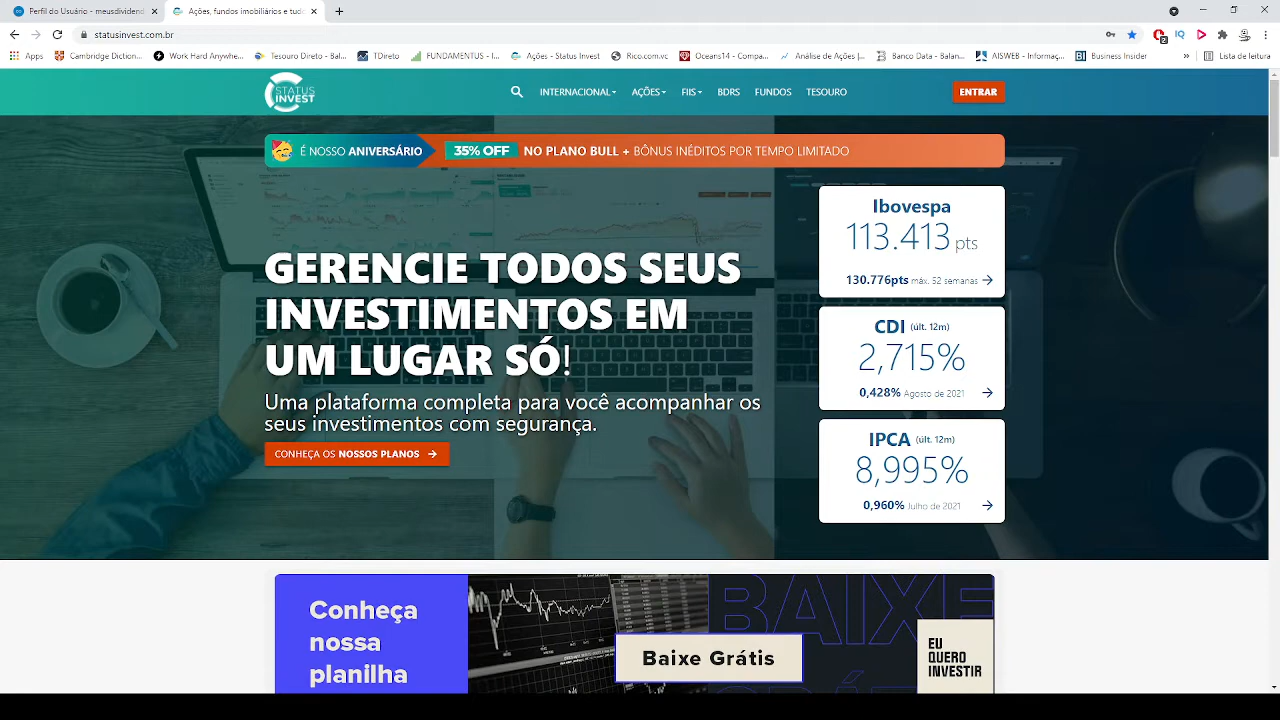 Perfil do Usuário - meusdividend
Ações, fundos imobiliários e tudo
statusinvest.com.br
2
IQ
Apps
Cambridge Dictiona...
Work Hard Anywhe...
Tesouro Direto - Bal...
TDireto
FUNDAMENTUS - I...
Ações - Status Invest
Rico.com.vc
Oceans14 - Compa...
Análise de Ações |...
Banco Data - Balan...
AISWEB - Informaç...
Business Insider
»
Lista de leitura
STATUS
INVEST
INTERNACIONAL
AÇÕES
FIIS
BDRS
FUNDOS
TESOURO
ENTRAR
É NOSSO ANIVERSÁRIO
35% OFF
NO PLANO BULL + BÔNUS INÉDITOS POR TEMPO LIMITADO
GERENCIE TODOS SEUS
INVESTIMENTOS EM
UM LUGAR SÓ!
Uma plataforma completa para você acompanhar os
seus investimentos com segurança.
CONHEÇA OS NOSSOS PLANOS
Ibovespa
113.413 pts
130.776pts máx. 52 semanas
CDI (últ. 12m)
2,715%
0,428% Agosto de 2021
IPCA (últ. 12m)
8,995%
0,960% Julho de 2021
Conheça
nossa
planilha
Baixe Grátis
BAIXE
EU
QUERO
INVESTIR